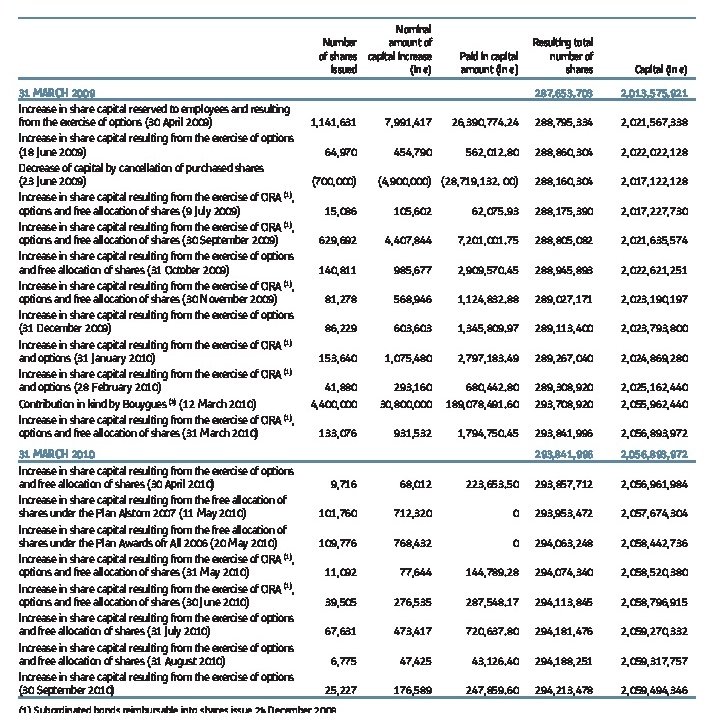 Number of shares issued Nominal amount of capital increase (in €) Paid in capital amount (in €) Resulting total number of shares Capital (in €)
31 MARCH 2009 287,653,703 2,013,575,921
Increase in share capital reserved to employees and resulting
from the exercise of options (30 April 2009) 1,141,631 7,991,417 26,390,774.24 288,795,334 2,021,567,338
Increase in share capital resulting from the exercise of options
(18 June 2009) 64,970 454,790 562,012.80 288,860,304 2,022,022,128
Decrease of capital by cancellation of purchased shares
(23 June 2009) (700,000) (4,900,000) (28,719,132.00) 288,160,304 2,017,122,128
Increase in share capital resulting from the exercise of ORA (1),
options and free allocation of shares (9 July 2009) 15,086 105,602 62,075.93 288,175,390 2,017,227,730
Increase in share capital resulting from the exercise of ORA (1),
options and free allocation of shares (30 September 2009) 629,692 4,407,844 7,201,001.75 288,805,082 2,021,635,574
Increase in share capital resulting from the exercise of options
and free allocation of shares (31 October 2009) 140,811 985,677 2,909,570.45 288,945,893 2,022,621,251
Increase in share capital resulting from the exercise of ORA (1),
options and free allocation of shares (30 November 2009) 81,278 568,946 1,124,832.88 289,027,171 2,023,190,197
Increase in share capital resulting from the exercise of options
(31 December 2009) 86,229 603,603 1,345,809.97 289,113,400 2,023,793,800
Increase in share capital resulting from the exercise of ORA (1)
and options (31 January 2010) 153,640 1,075,480 2,797,183.49 289,267,040 2,024,869,280
Increase in share capital resulting from the exercise of ORA (1)
and options (28 February 2010) 41,880 293,160 680,442.80 289,308,920 2,025,162,440
Contribution in kind by Bouygues (3) (12 March 2010) 4,400,000 30,800,000 189,078,491.60 293,708,920 2,055,962,440
Increase in share capital resulting from the exercise of ORA (1),
options and free allocation of shares (31 March 2010) 133,076 931,532 1,794,750.45 293,841,996 2,056,893,972
31 MARCH 2010 293,841,996 2,056,893,972
Increase in share capital resulting from the exercise of options
and free allocation of shares (30 April 2010) 9,716 68,012 223,653.50 293,857,712 2,056,961,984
Increase in share capital resulting from the free allocation of
shares under the Plan Alstom 2007 (11 May 2010) 101,760 712,320 0 293,953,472 2,057,674,304
Increase in share capital resulting from the free allocation of
shares under the Plan Awards ofr All 2006 (20 May 2010) 109,776 768,432 0 294,063,248 2,058,442,736
Increase in share capital resulting from the exercise of ORA (1),
options and free allocation of shares (31 May 2010) 11,092 77,644 144,789.28 294,074,340 2,058,520,380
Increase in share capital resulting from the exercise of ORA (1),
options and free allocation of shares (30 June 2010) 39,505 276,535 287,548.17 294,113,845 2,058,796,915
Increase in share capital resulting from the exercise of options
and free allocation of shares (31 July 2010) 67,631 473,417 720,637.80 294,181,476 2,059,270,332
Increase in share capital resulting from the exercise of options
and free allocation of shares (31 August 2010) 6,775 47,425 43,126.40 294,188,251 2,059,317,757
Increase in share capital resulting from the exercise of options
(30 September 2010) 25,227 176,589 247,859.60 294,213,478 2,059,494,346
(1) Subordinated bonds reimbursable into shares issue 24 December 2008